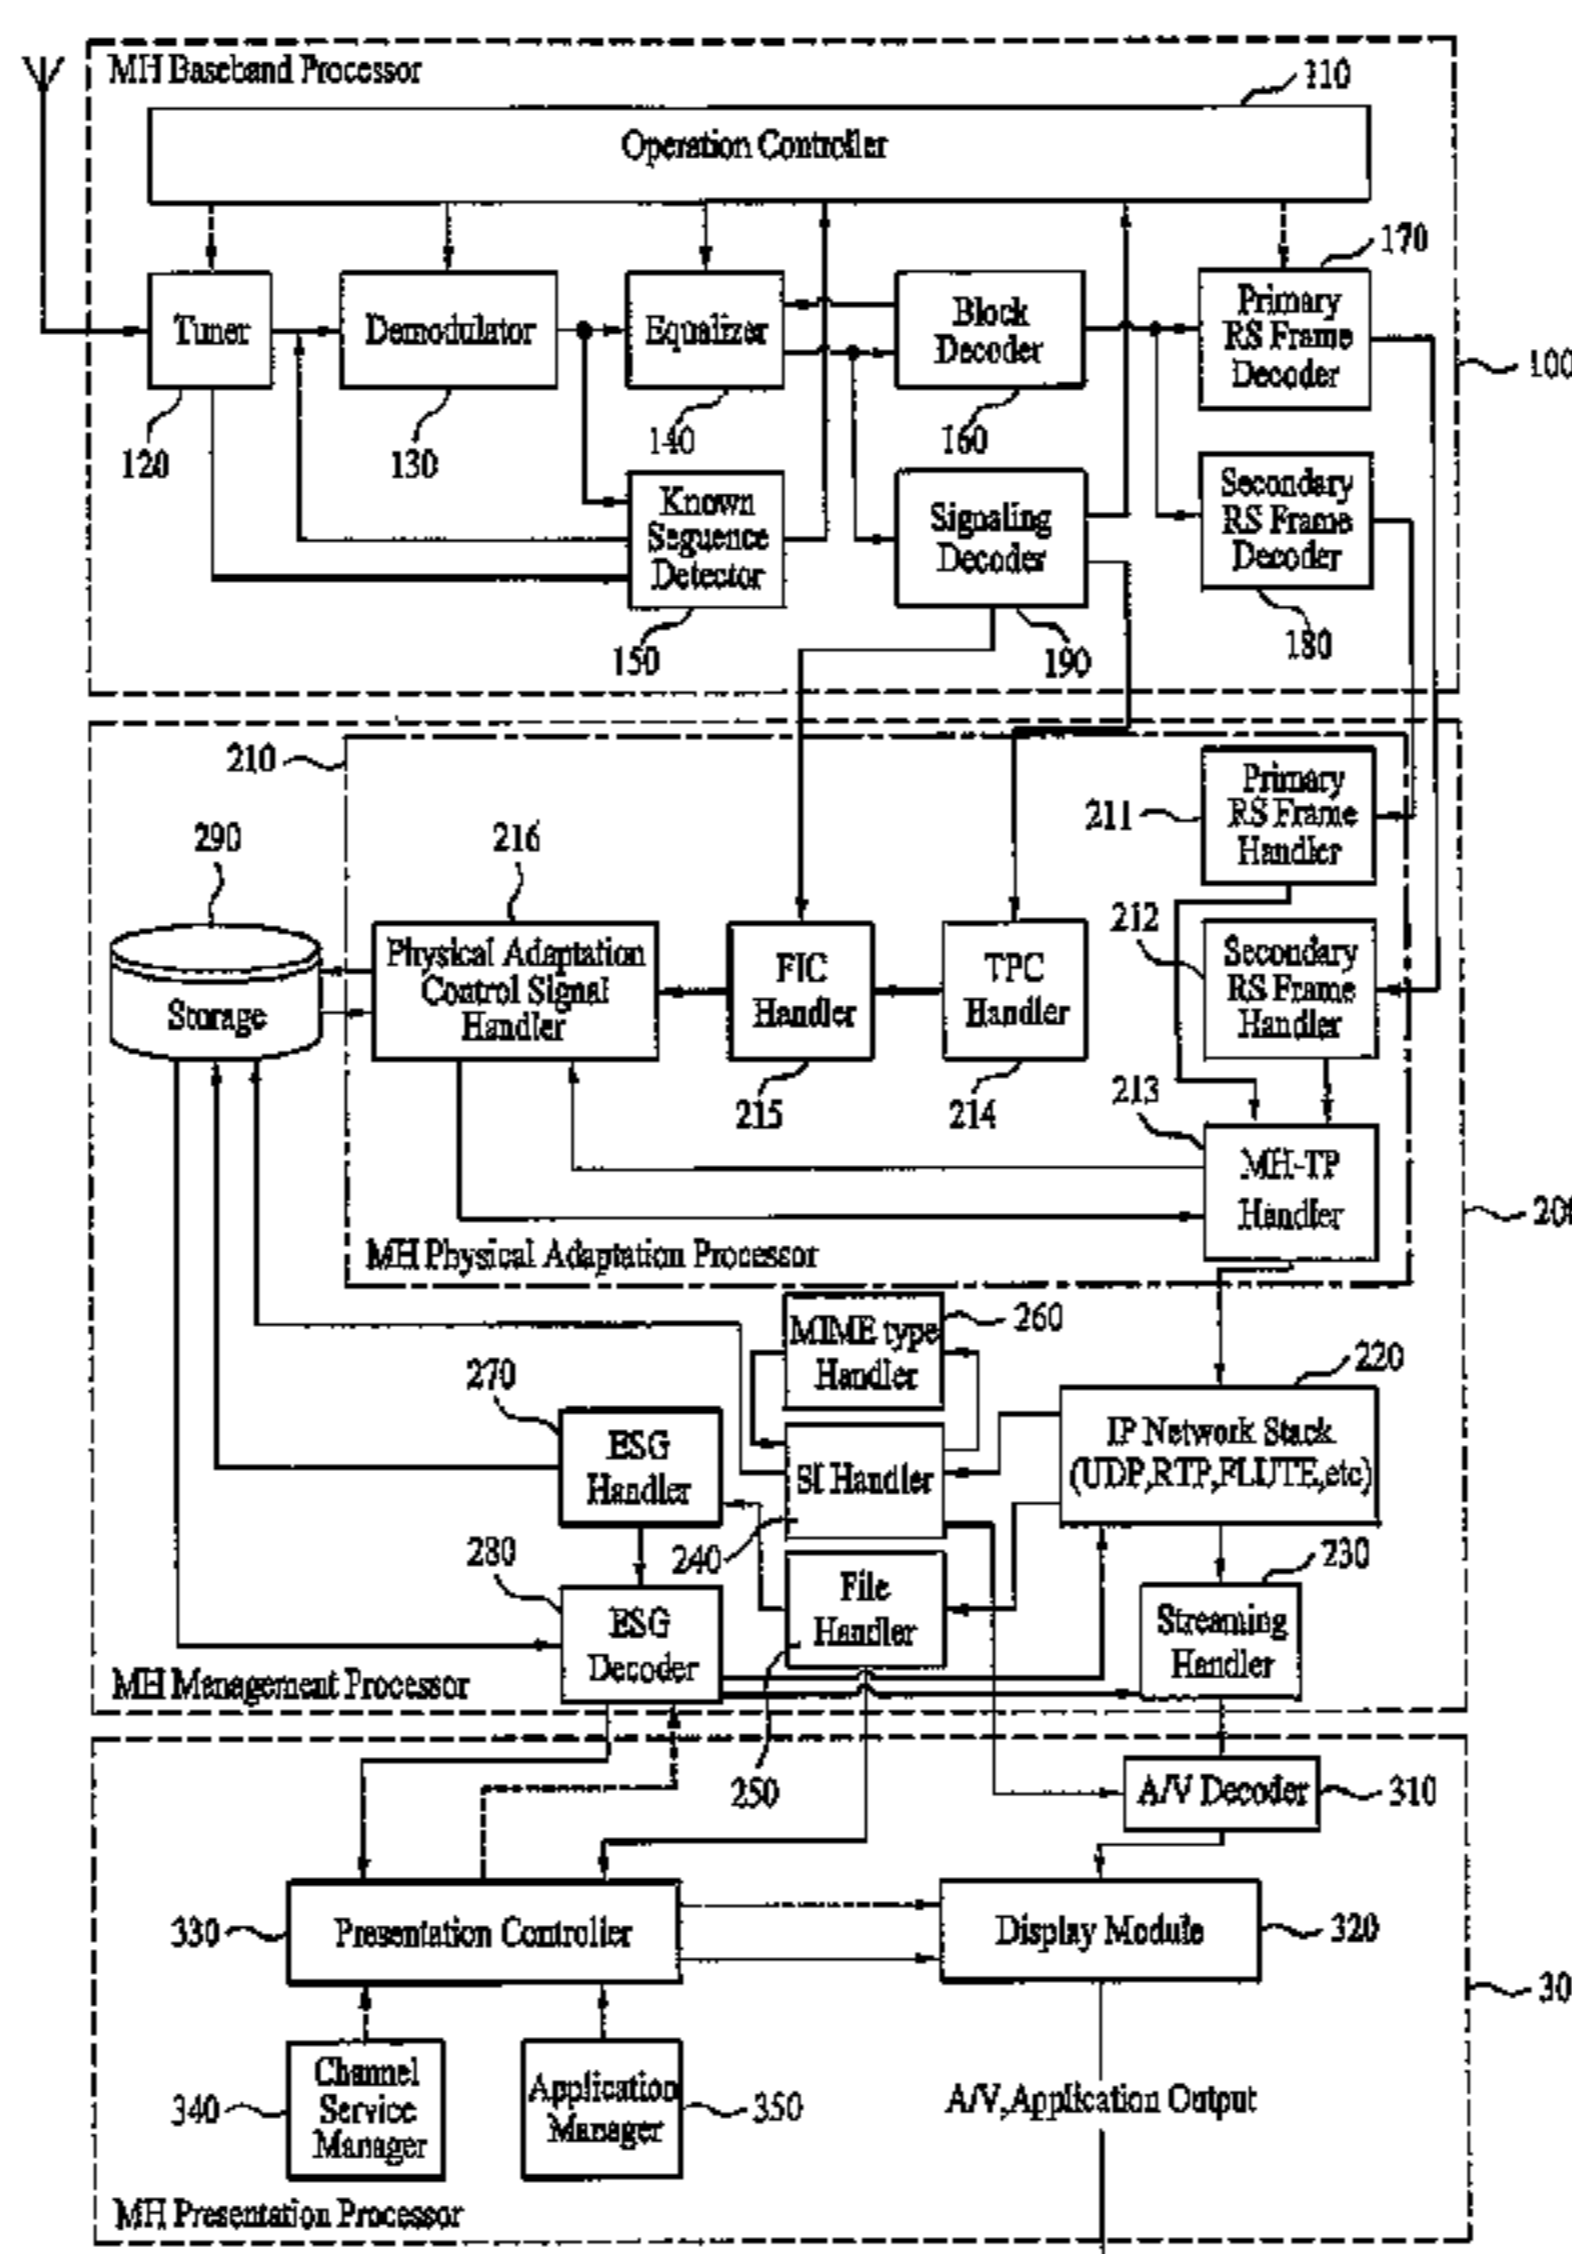 MH Baseband Processor
110
Operation Controller
170
Tuner
Demodulator
Equalizer
Block
Decoder
Primary
RS Frame
Decoder
100
120
130
140
160
Known
Seguence
Detector
Signaling
Decoder
Secondary
RS Frame
Decoder
150
190
180
210
Primary
RS Frame
Handler
211
290
216
212
Storage
Physical Adaptation
Control Signal
Handler
FIC
Handler
TPC
Handler
Secondary
RS Frame
Handler
215
214
213
MH-TP
Handler
MH Physical Adaptation Processor
MIME type
Handler
260
270
220
ESG
Handler
SI Handler
IP Network Stack
(UDP,RTP,FLUTE,etc)
280
240
230
ESG
Decoder
File
Handler
Streaming
Handler
MH Management Processor
250
A/V Decoder
310
330
Presentation Controller
Display Module
320
30
340
Channel
Service
Manager
Application
Manager
350
A/V,Application Output
MH Presentation Processor